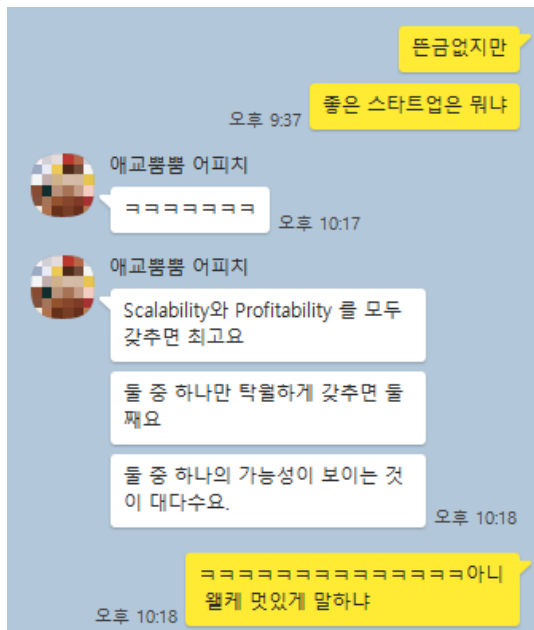 뜬금없지만
좋은 스타트업은 뭐냐
오후 9:37
애교뿜뿜 어피치
ㅋㅋㅋㅋㅋㅋㅋ
오후 10:17
애교뿜뿜 어피치
Scalability와 Profitability 를 모두
갖추면 최고요
둘 중 하나만 탁월하게 갖추면 둘
째요
둘 중 하나의 가능성이 보이는 것
이 대다수요.
오후 10:18
ㅋㅋㅋㅋㅋㅋㅋㅋㅋㅋㅋㅋㅋㅋ아니
웰케 멋있게 말하냐
오후 10:18